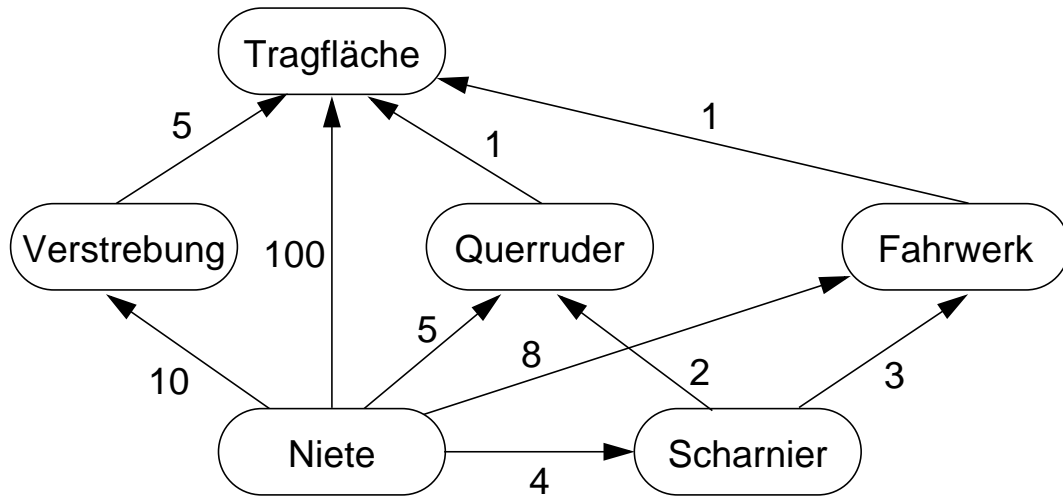 Tragfläche
5
1
1
Verstrebung
100
Querruder
Fahrwerk
10
5
8
2
3
Niete
4
Scharnier